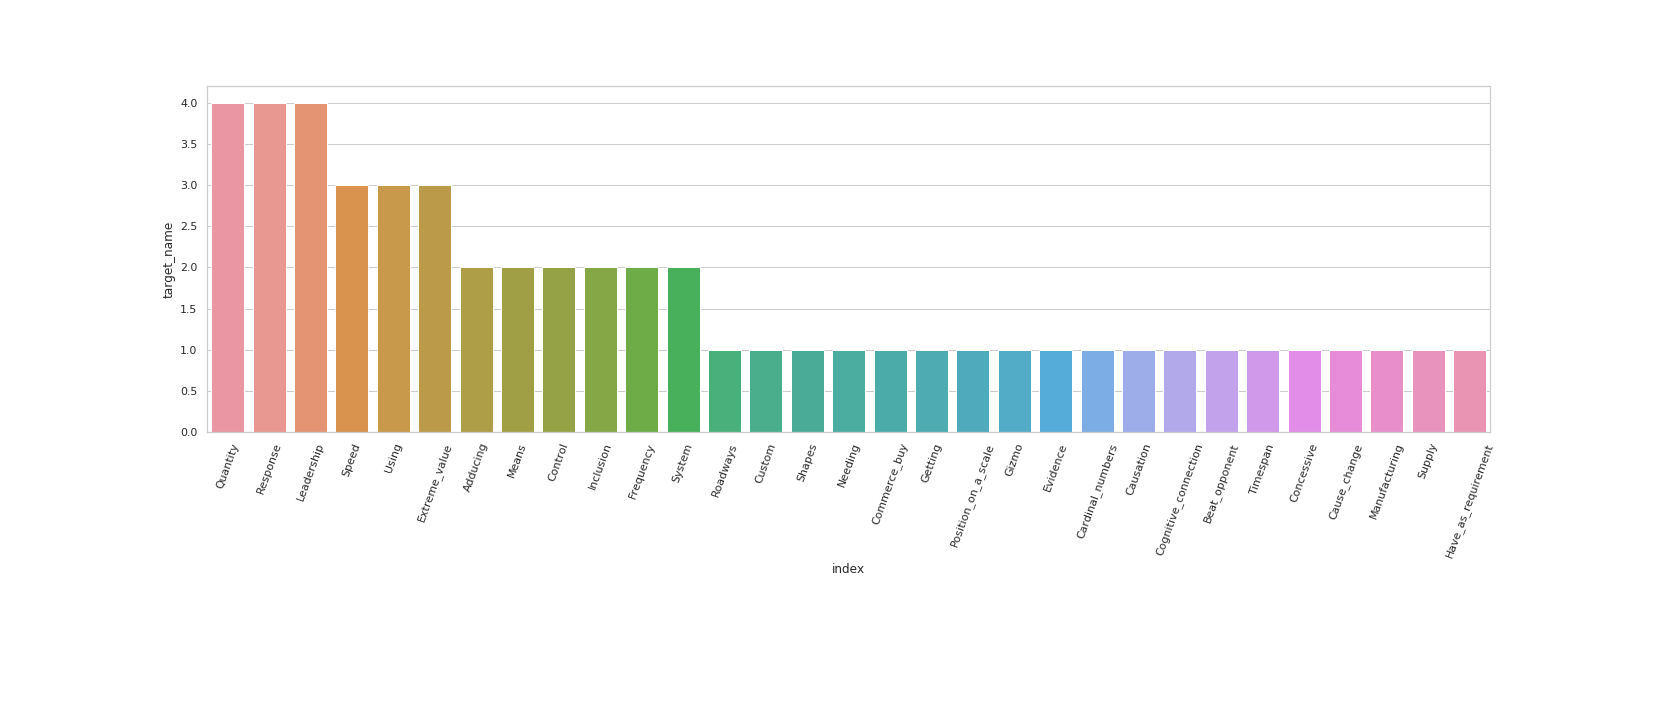 4.0
3.5
3.0
2.5
2.0
1.5
1.0
0.5
0.0
target_name
Quantity
Response
Leadership
Speed
Using
Extreme_value
Adducing
Means
Control
Inclusion
Frequency
System
Roadways
Custom
Shapes
Needing
Commerce_buy
Getting
Position_on_a_scale
Gizmo
Evidence
Cardinal_numbers
Causation
Cognitive_connection
Beat_opponent
Timespan
Concessive
Cause_change
Manufacturing
Supply
Have_as_requirement
index